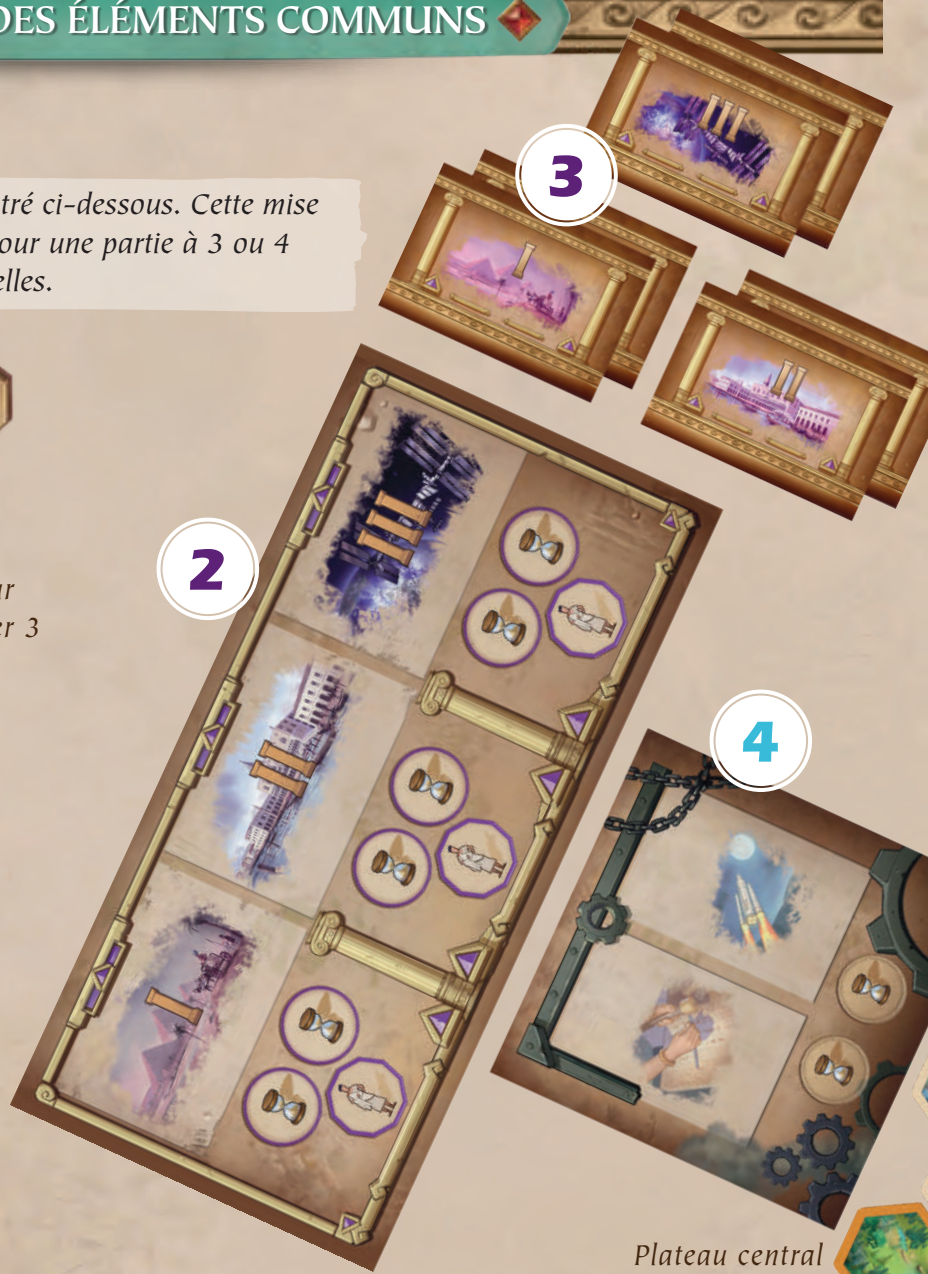 DES ÉLÉMENTS COMMUNS
3
tré ci-dessous. Cette mise
our une partie à 3 ou 4
elles.
2
ur
er 3
4
Plateau central